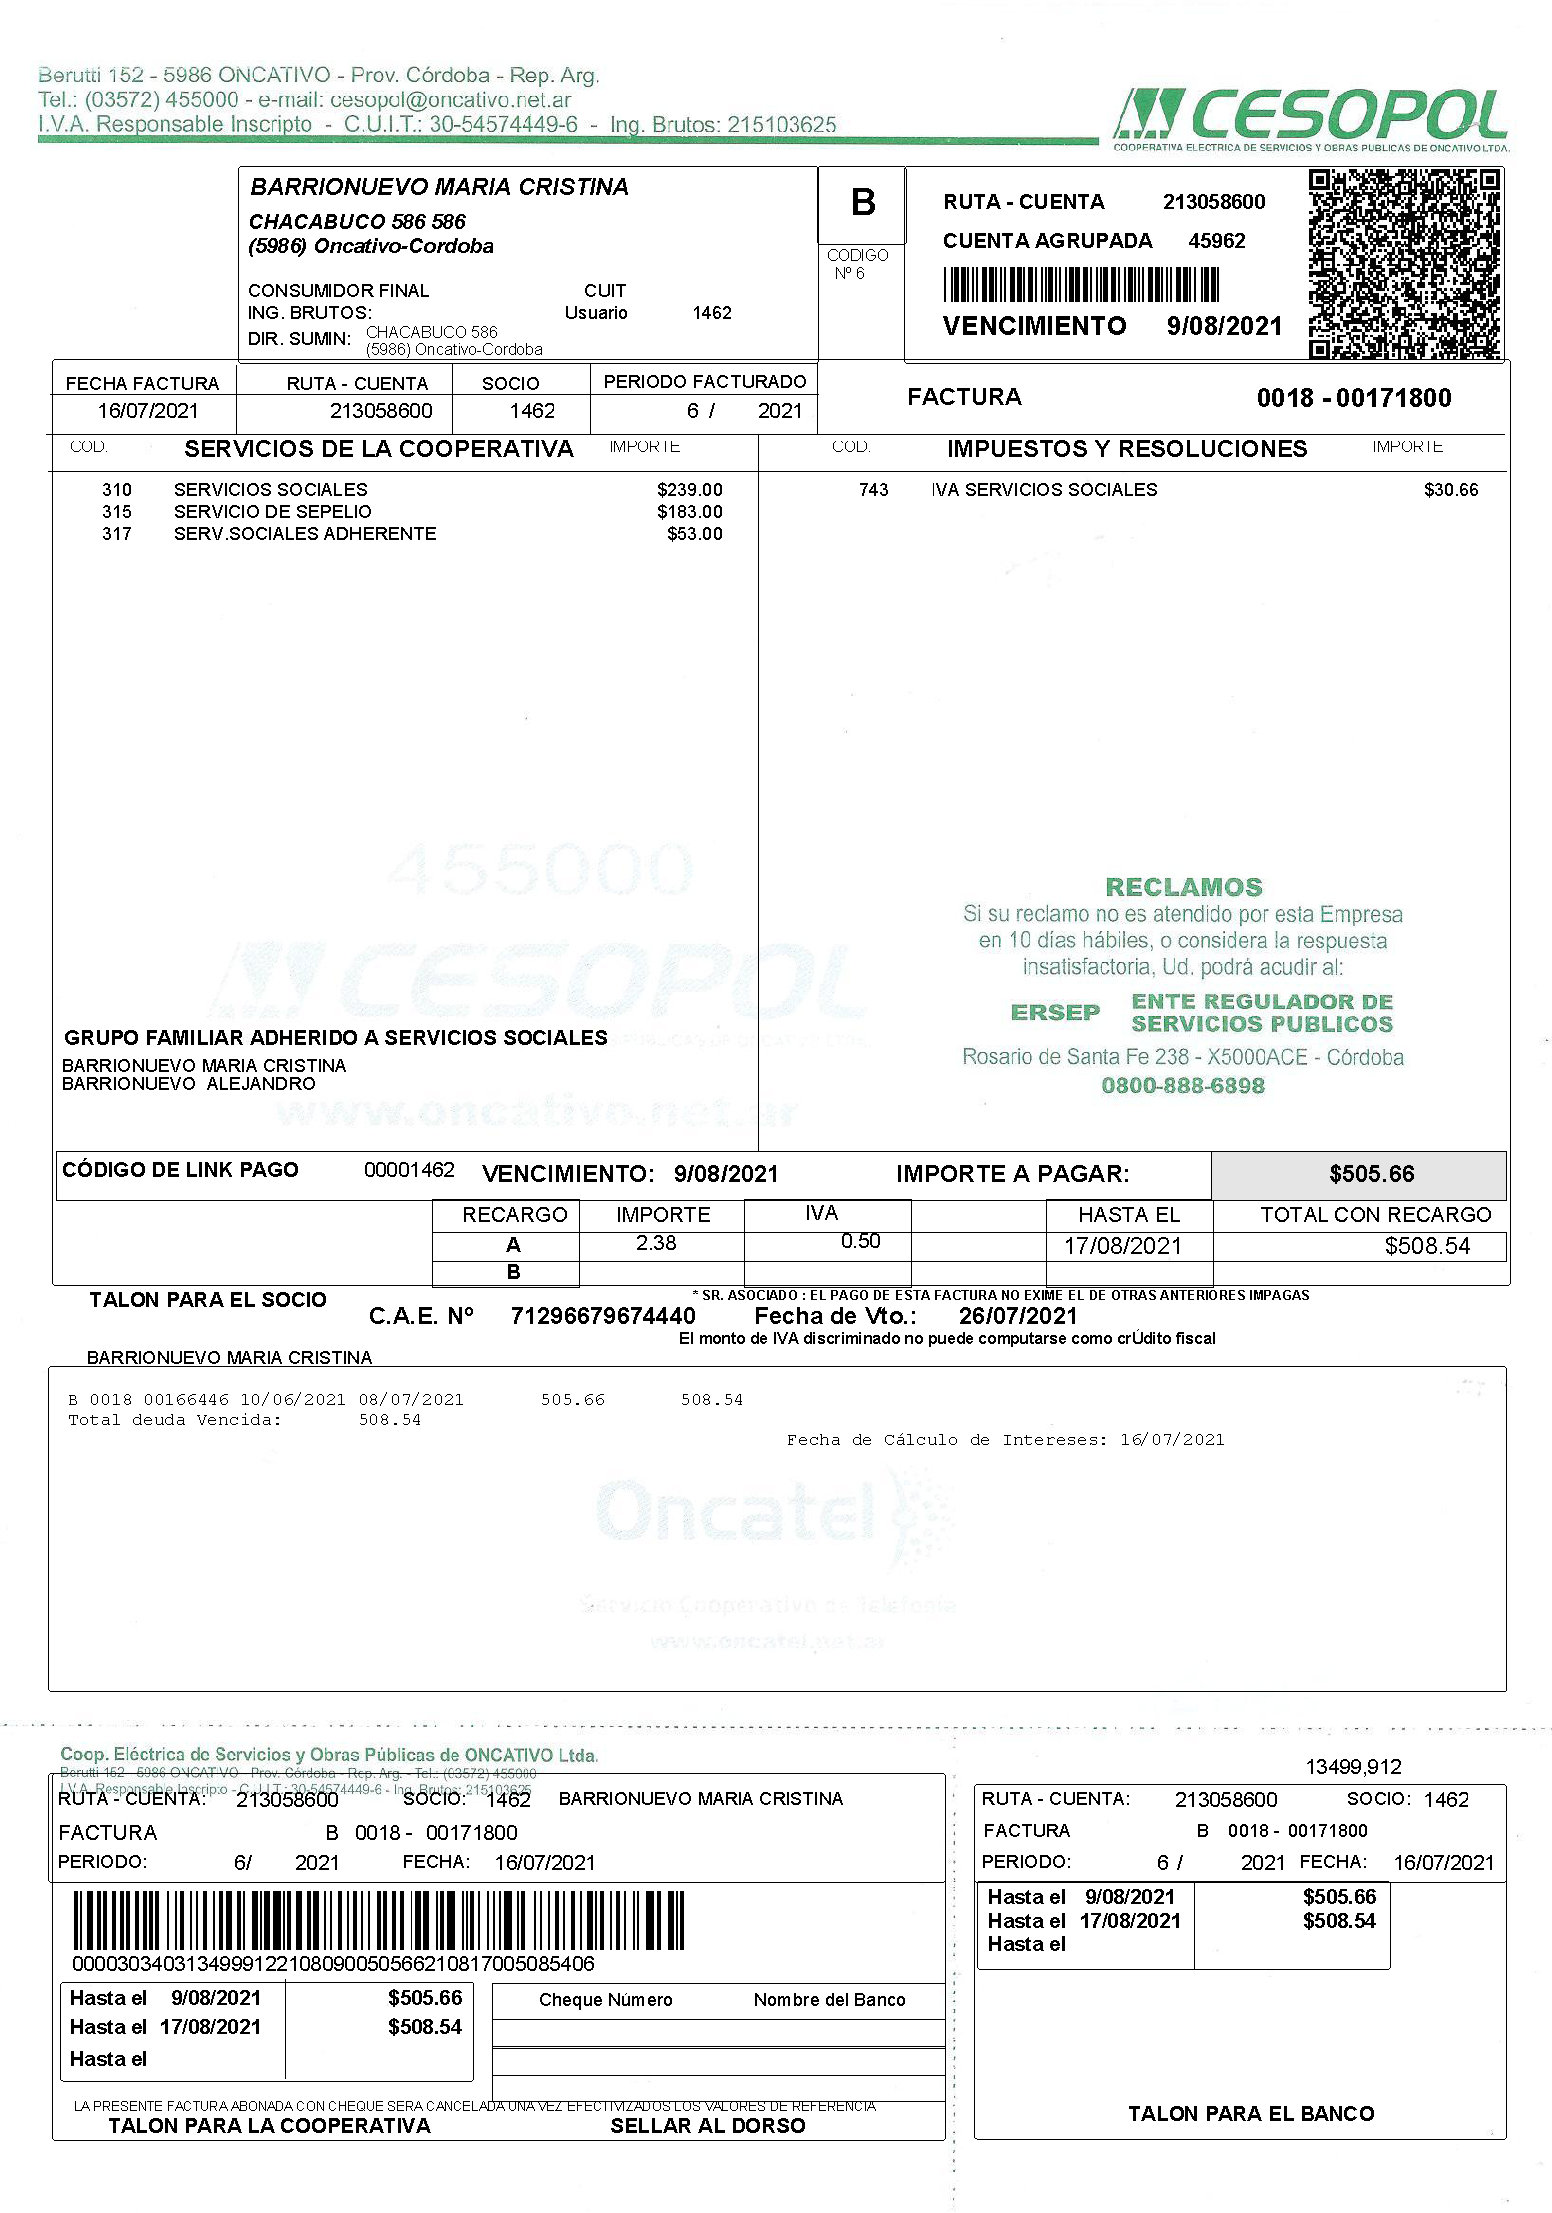 Berutti 152 - 5986 ONCATIVO - Prov. Córdoba - Rep. Arg.
Tel.: (03572) 455000 - e-mail: cesopol@oncativo.net.ar
I.V.A. Responsable Inscripto - C.U.I.T.: 30-54574449-6 - Ing. Brutos: 215103625
CESOPOL
COOPERATIVA ELECTRICA DE SERVICIOS Y OBRAS PUBLICAS DE ONCATIVO LTDA.
BARRIONUEVO MARIA CRISTINA
CHACABUCO 586 586
(5986) Oncativo-Cordoba
CONSUMIDOR FINAL CUIT
ING. BRUTOS: Usuario 1462
DIR. SUMIN: CHACABUCO 586
(5986) Oncativo-Cordoba
B
CODIGO
Nº 6
RUTA - CUENTA 213058600
CUENTA AGRUPADA 45962
VENCIMIENTO 9/08/2021
FECHA FACTURA RUTA - CUENTA SOCIO PERIODO FACTURADO
16/07/2021 213058600 1462 6 / 2021
FACTURA 0018 - 00171800
COD. SERVICIOS DE LA COOPERATIVA IMPORTE COD. IMPUESTOS Y RESOLUCIONES IMPORTE
310 SERVICIOS SOCIALES $239.00 743 IVA SERVICIOS SOCIALES $30.66
315 SERVICIO DE SEPELIO $183.00
317 SERV.SOCIALES ADHERENTE $53.00
455000
CESOPOL
RECLAMOS
Si su reclamo no es atendido por esta Empresa
en 10 días hábiles, o considera la respuesta
insatisfactoria, Ud. podrá acudir al:
ERSEP ENTE REGULADOR DE
SERVICIOS PUBLICOS
Rosario de Santa Fe 238 - X5000ACE - Córdoba
0800-888-6898
GRUPO FAMILIAR ADHERIDO A SERVICIOS SOCIALES
BARRIONUEVO MARIA CRISTINA
BARRIONUEVO ALEJANDRO
www.oncativo.net.ar
CÓDIGO DE LINK PAGO 00001462 VENCIMIENTO: 9/08/2021 IMPORTE A PAGAR: $505.66
RECARGO IMPORTE IVA HASTA EL TOTAL CON RECARGO
A 2.38 0.50 17/08/2021 $508.54
B
TALON PARA EL SOCIO
* SR. ASOCIADO : EL PAGO DE ESTA FACTURA NO EXIME EL DE OTRAS ANTERIORES IMPAGAS
C.A.E. Nº 71296679674440 Fecha de Vto.: 26/07/2021
El monto de IVA discriminado no puede computarse como crÚdito fiscal
BARRIONUEVO MARIA CRISTINA
B 0018 00166446 10/06/2021 08/07/2021 505.66 508.54
Total deuda Vencida: 508.54
Fecha de Cálculo de Intereses: 16/07/2021
Oncatel
Servicio Cooperativo de Telefonía
www.oncatel.net.ar
Coop. Eléctrica de Servicios y Obras Públicas de ONCATIVO Ltda.
Berutti 152 - 5986 ONCATIVO - Prov. Córdoba - Rep. Arg. - Tel.: (03572) 455000
I.V.A. Responsable Inscripto - C.U.I.T.: 30-54574449-6 - Ing. Brutos: 215103625
RUTA - CUENTA: 213058600 SOCIO: 1462 BARRIONUEVO MARIA CRISTINA
FACTURA B 0018 - 00171800
PERIODO: 6/ 2021 FECHA: 16/07/2021
0000303403134999122108090050566210817005085406
Hasta el 9/08/2021 $505.66
Hasta el 17/08/2021 $508.54
Hasta el
Cheque Número Nombre del Banco
LA PRESENTE FACTURA ABONADA CON CHEQUE SERA CANCELADA UNA VEZ EFECTIVIZADOS LOS VALORES DE REFERENCIA
TALON PARA LA COOPERATIVA SELLAR AL DORSO
13499,912
RUTA - CUENTA: 213058600 SOCIO: 1462
FACTURA B 0018 - 00171800
PERIODO: 6 / 2021 FECHA: 16/07/2021
Hasta el 9/08/2021 $505.66
Hasta el 17/08/2021 $508.54
Hasta el
TALON PARA EL BANCO